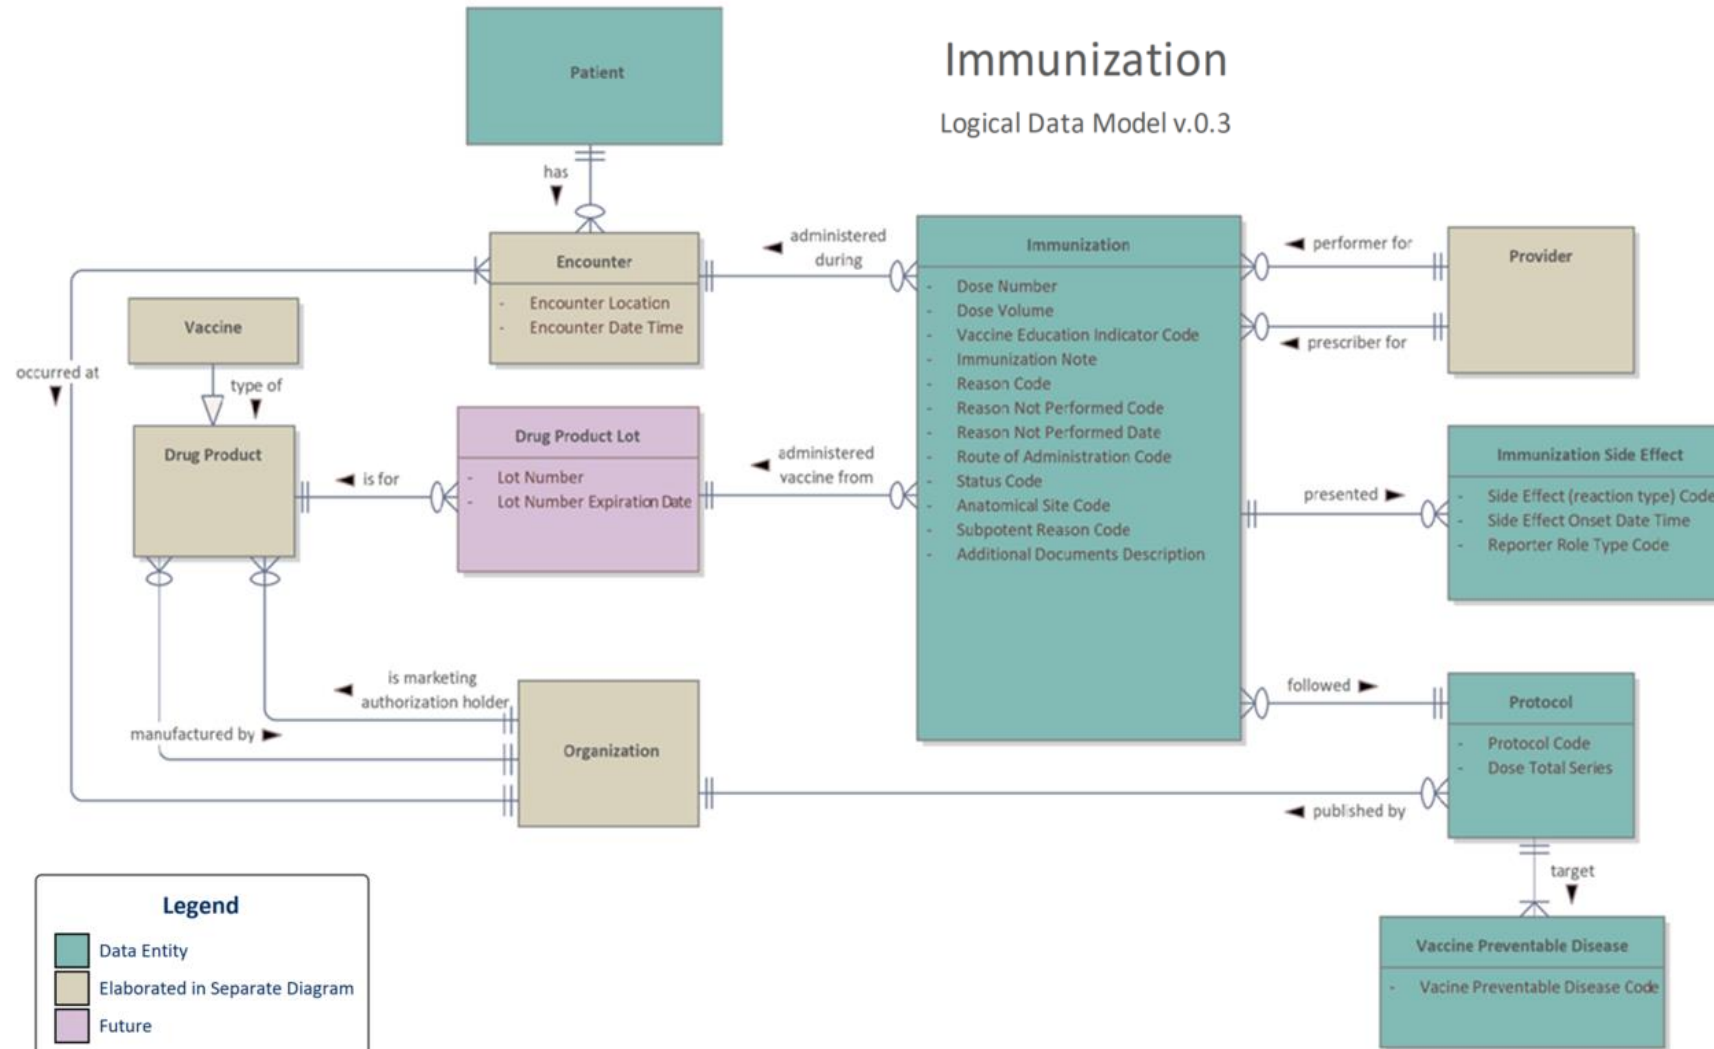 Immunization
Logical Data Model v.0.3
Patient
has
Encounter
- Encounter Location
- Encounter Date Time
administered
during
Immunization
- Dose Number
- Dose Volume
- Vaccine Education Indicator Code
- Immunization Note
- Reason Code
- Reason Not Performed Code
- Reason Not Performed Date
- Route of Administration Code
- Status Code
- Anatomical Site Code
- Subpotent Reason Code
- Additional Documents Description
performer for
prescriber for
Provider
Vaccine
occurred at
type of
Drug Product
is for
Drug Product Lot
- Lot Number
- Lot Number Expiration Date
administered
vaccine from
presented
Immunization Side Effect
- Side Effect (reaction type) Code
- Side Effect Onset Date Time
- Reporter Role Type Code
is marketing
authorization holder
manufactured by
Organization
followed
Protocol
- Protocol Code
- Dose Total Series
published by
target
Vaccine Preventable Disease
- Vacine Preventable Disease Code
Legend
Data Entity
Elaborated in Separate Diagram
Future